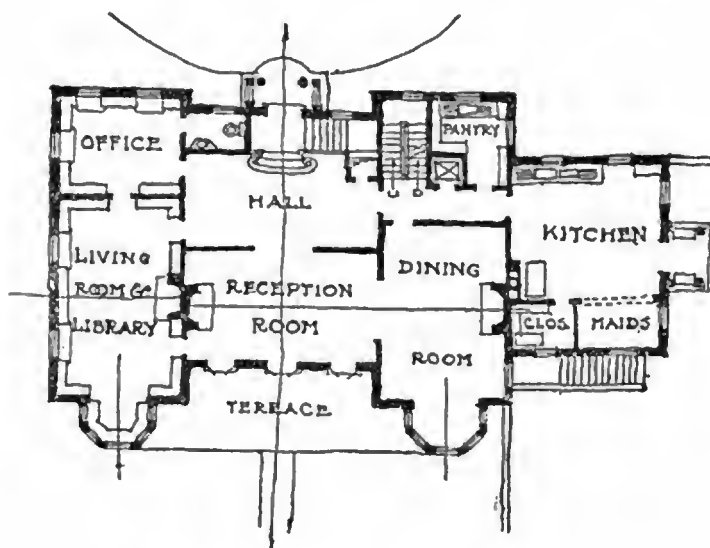 OFFICE
PANTRY
HALL
KITCHEN
LIVING
ROOM &
LIBRARY
RECEPTION
ROOM
DINING
ROOM
CLOS.
MAIDS
TERRACE